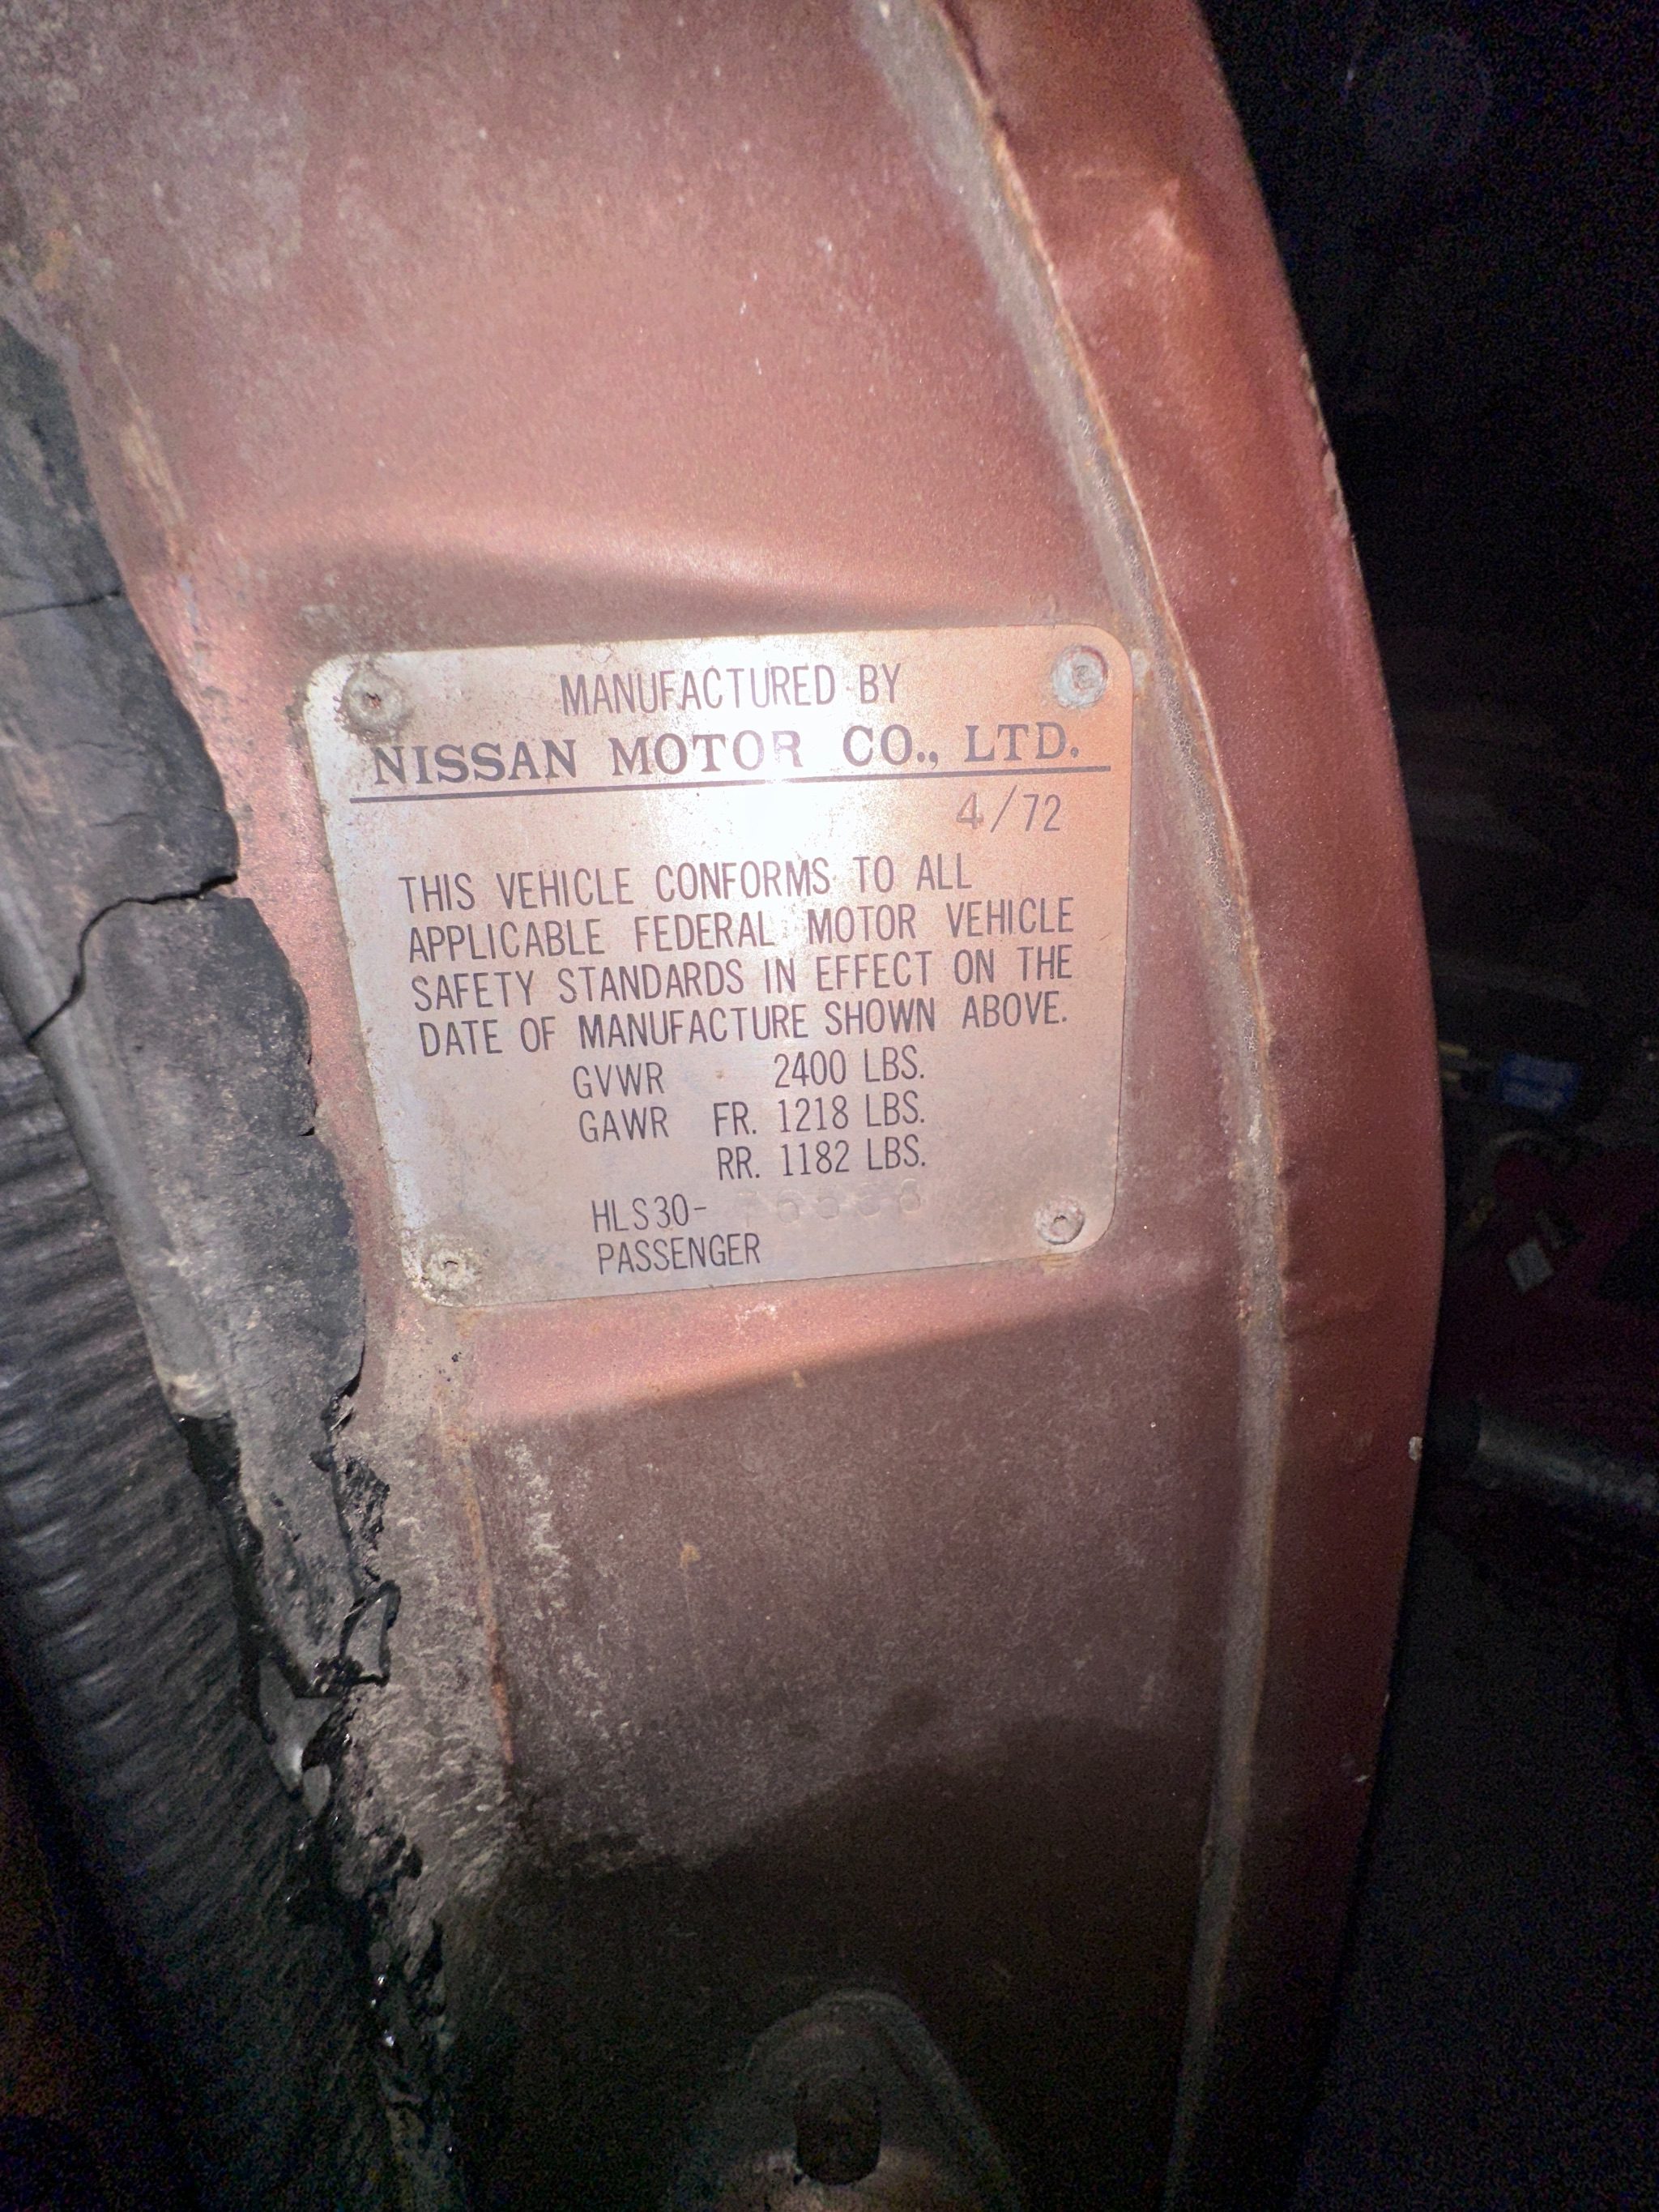 MANUFACTURED BY
NISSAN MOTOR CO., LTD.
4/72
THIS VEHICLE CONFORMS TO ALL
APPLICABLE FEDERAL MOTOR VEHICLE
SAFETY STANDARDS IN EFFECT ON THE
DATE OF MANUFACTURE SHOWN ABOVE.
GVWR 2400 LBS.
GAWR FR. 1218 LBS.
RR. 1182 LBS.
HLS30-
PASSENGER